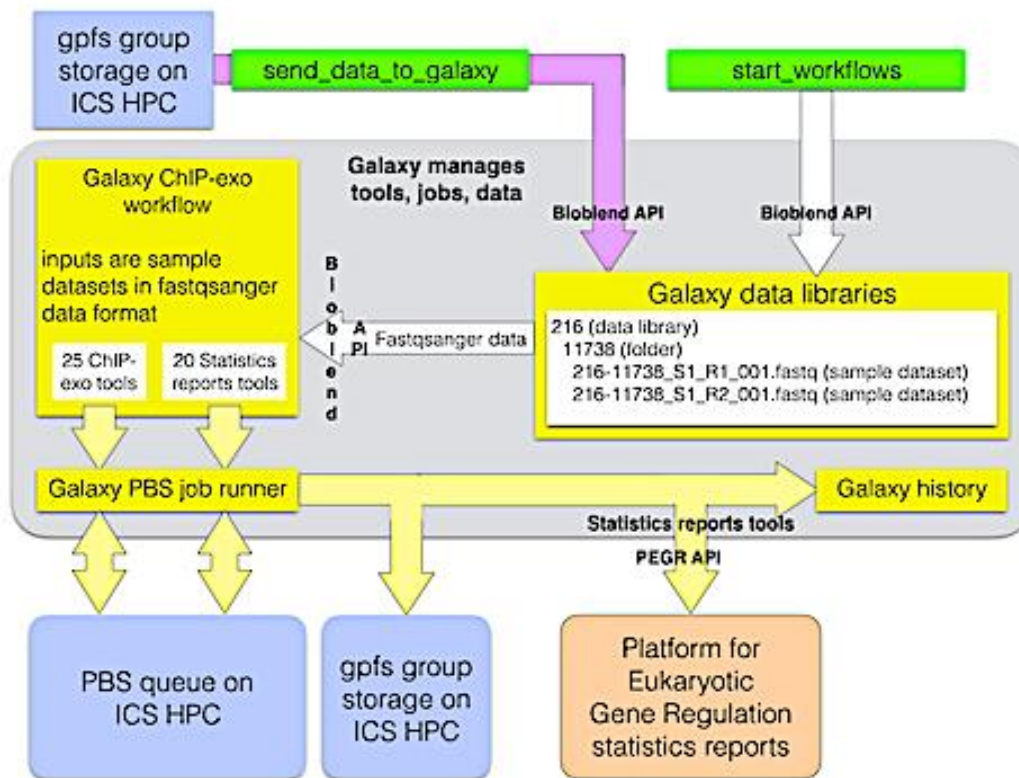 gpfs group
storage on
ICS HPC
send_data_to_galaxy
start_workflows
Galaxy manages
tools, jobs, data
Bioblend API
Bioblend API
Galaxy ChIP-exo
workflow
inputs are sample
datasets in fastqsanger
data format
25 ChIP-
exo tools
20 Statistics
reports tools
Bioblend
API
Fastqsanger data
Galaxy data libraries
216 (data library)
11738 (folder)
216-11738_S1_R1_001.fastq (sample dataset)
216-11738_S1_R2_001.fastq (sample dataset)
Galaxy PBS job runner
Galaxy history
Statistics reports tools
PEGR API
PBS queue on
ICS HPC
gpfs group
storage on
ICS HPC
Platform for
Eukaryotic
Gene Regulation
statistics reports